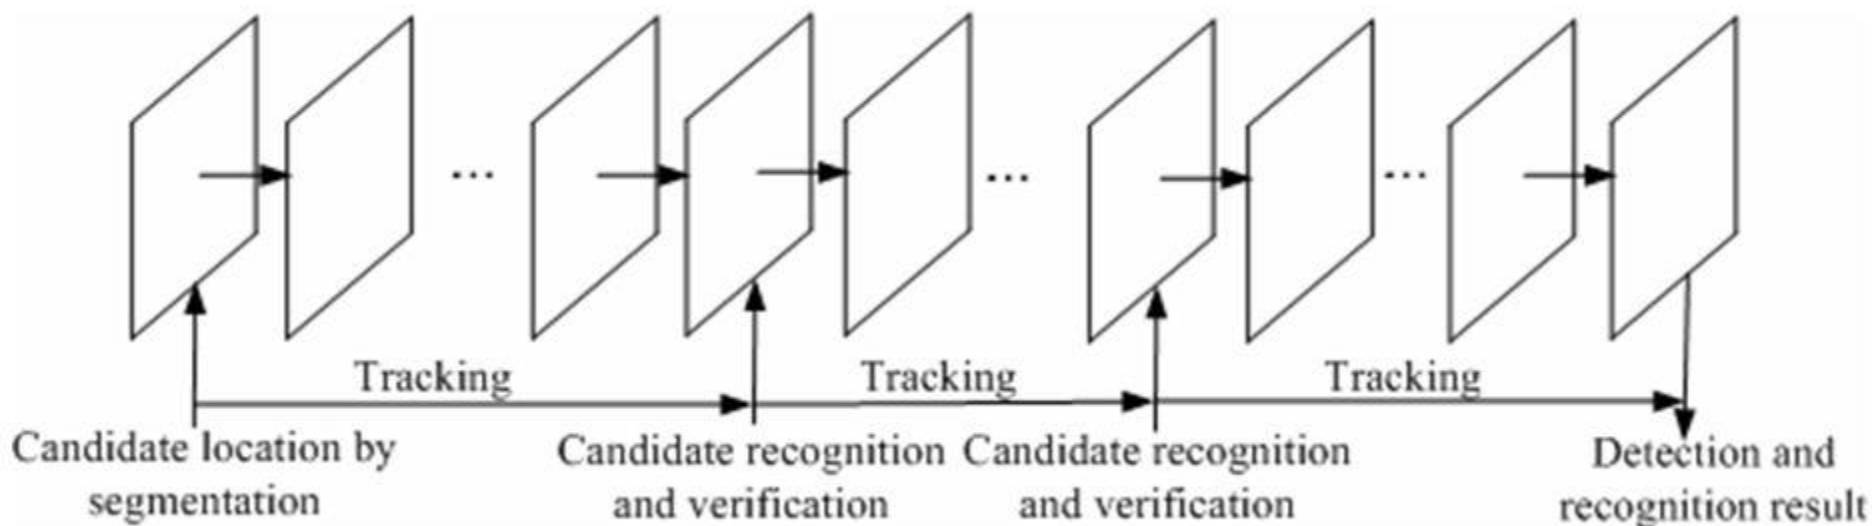 ...
...
...
Tracking
Tracking
Tracking
Candidate location by
segmentation
Candidate recognition
and verification
Candidate recognition
and verification
Detection and
recognition result